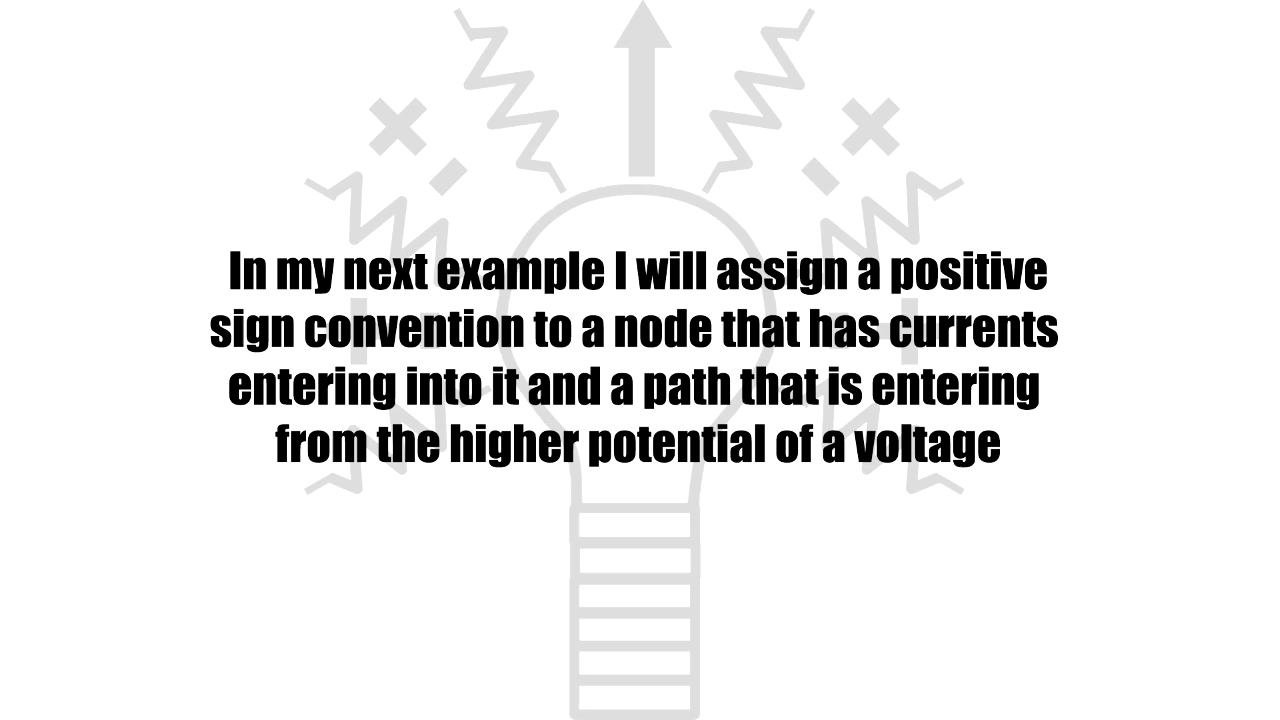 In my next example I will assign a positive
sign convention to a node that has currents
entering into it and a path that is entering
from the higher potential of a voltage